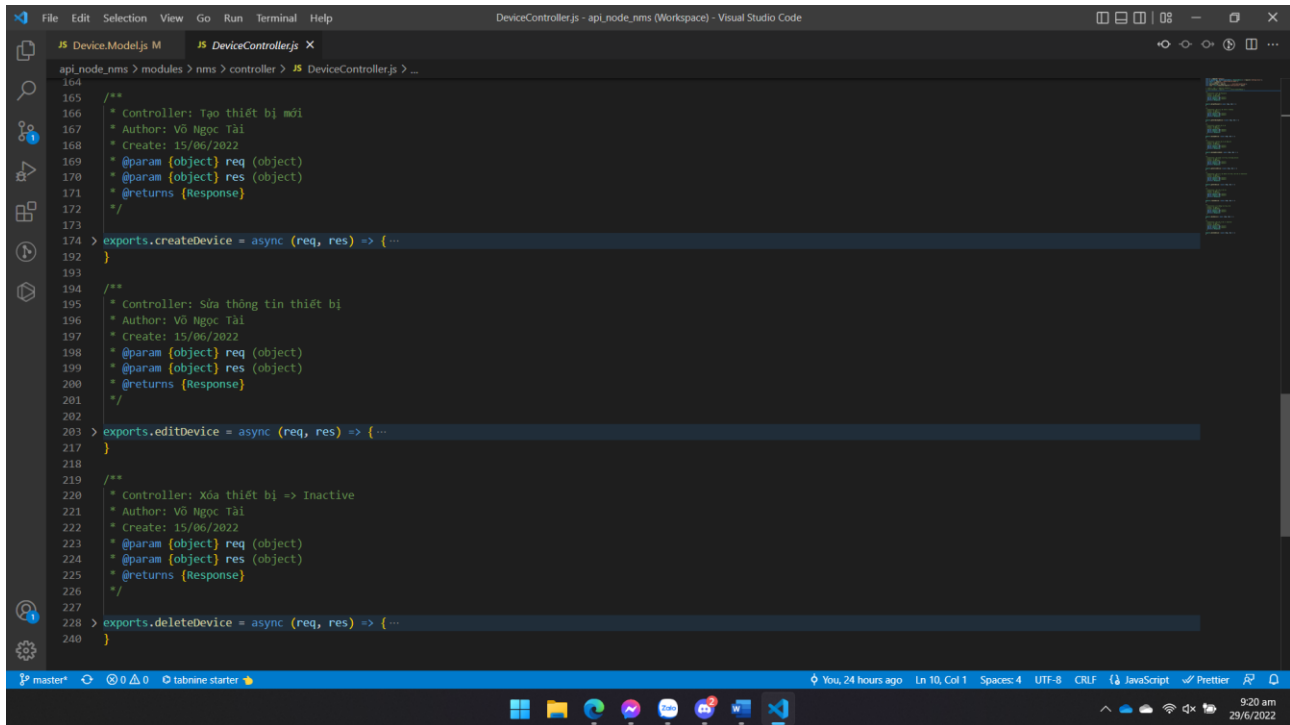 File Edit Selection View Go Run Terminal Help DeviceController.js - api_node_nms (Workspace) - Visual Studio Code
JS Device.Model.js M JS DeviceController.js
api_node_nms > modules > nms > controller > JS DeviceController.js > ...
164
165 /**
166 * Controller: Tạo thiết bị mới
167 * Author: Võ Ngọc Tài
168 * Create: 15/06/2022
169 * @param {object} req (object)
170 * @param {object} res (object)
171 * @returns {Response}
172 */
173
174 > exports.createDevice = async (req, res) => { ...
192 }
193
194 /**
195 * Controller: Sửa thông tin thiết bị
196 * Author: Võ Ngọc Tài
197 * Create: 15/06/2022
198 * @param {object} req (object)
199 * @param {object} res (object)
200 * @returns {Response}
201 */
202
203 > exports.editDevice = async (req, res) => { ...
217 }
218
219 /**
220 * Controller: Xóa thiết bị => Inactive
221 * Author: Võ Ngọc Tài
222 * Create: 15/06/2022
223 * @param {object} req (object)
224 * @param {object} res (object)
225 * @returns {Response}
226 */
227
228 > exports.deleteDevice = async (req, res) => { ...
240 }
master* 0 0 tabnine starter You, 24 hours ago Ln 10, Col 1 Spaces: 4 UTF-8 CRLF JavaScript Prettier
Zalo 2 9:20 am
29/6/2022